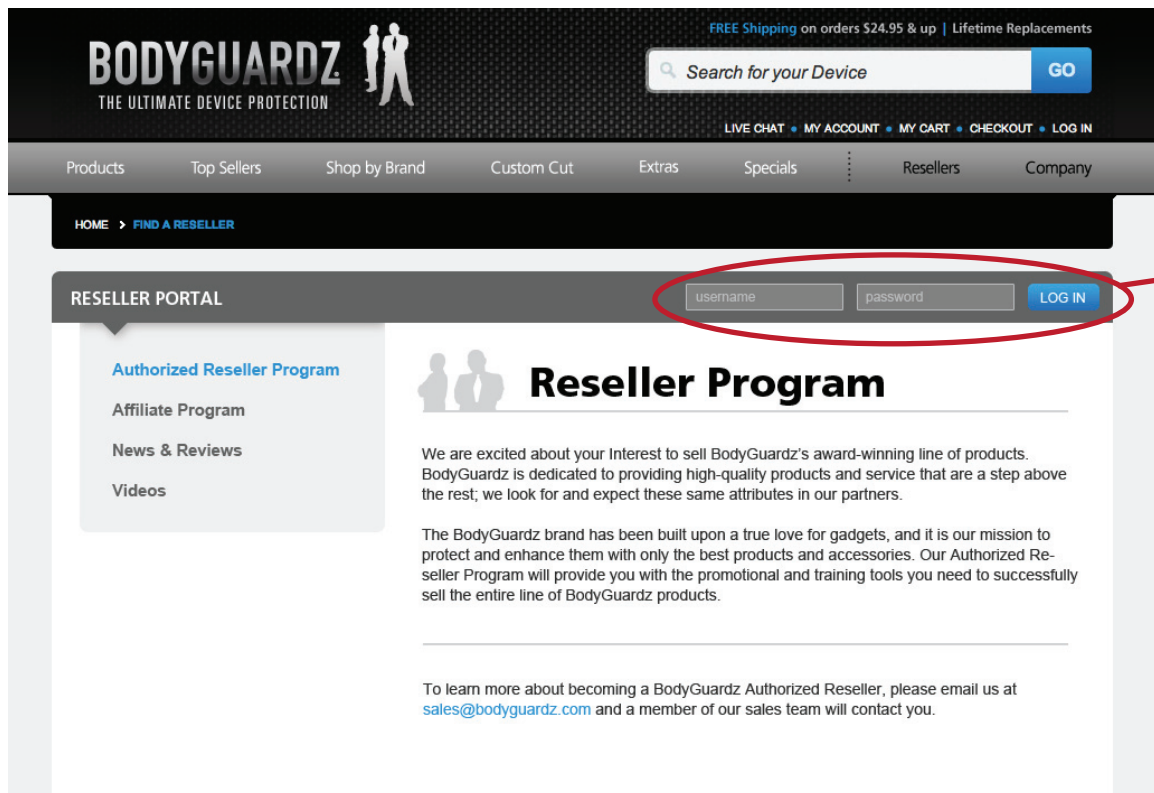 FREE Shipping on orders $24.95 & up | Lifetime Replacements
BODYGUARDZ
THE ULTIMATE DEVICE PROTECTION
Search for your Device GO
LIVE CHAT • MY ACCOUNT • MY CART • CHECKOUT • LOG IN
Products Top Sellers Shop by Brand Custom Cut Extras Specials Resellers Company
HOME > FIND A RESELLER
RESELLER PORTAL username password LOG IN
Authorized Reseller Program
Affiliate Program
News & Reviews
Videos
Reseller Program
We are excited about your Interest to sell BodyGuardz's award-winning line of products.
BodyGuardz is dedicated to providing high-quality products and service that are a step above
the rest; we look for and expect these same attributes in our partners.
The BodyGuardz brand has been built upon a true love for gadgets, and it is our mission to
protect and enhance them with only the best products and accessories. Our Authorized Re-
seller Program will provide you with the promotional and training tools you need to successfully
sell the entire line of BodyGuardz products.
To learn more about becoming a BodyGuardz Authorized Reseller, please email us at
sales@bodyguardz.com and a member of our sales team will contact you.